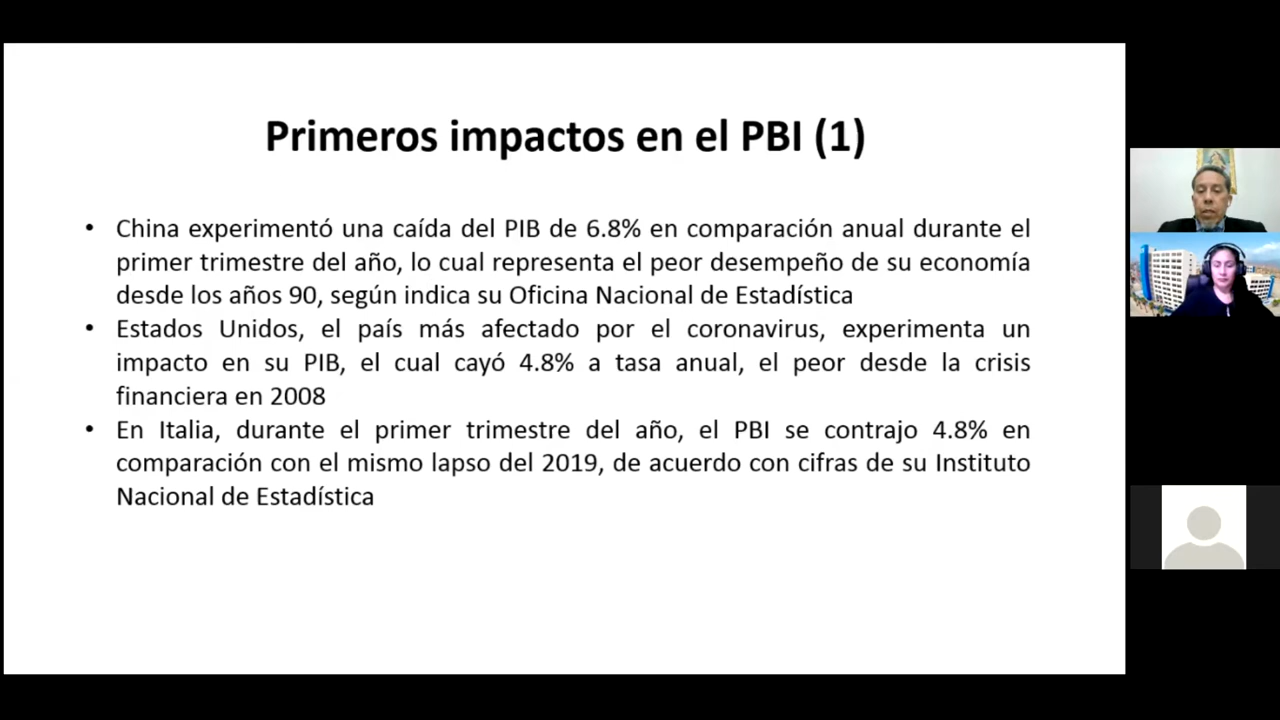 Primeros impactos en el PBI (1)
• China experimentó una caída del PIB de 6.8% en comparación anual durante el
primer trimestre del año, lo cual representa el peor desempeño de su economía
desde los años 90, según indica su Oficina Nacional de Estadística
• Estados Unidos, el país más afectado por el coronavirus, experimenta un
impacto en su PIB, el cual cayó 4.8% a tasa anual, el peor desde la crisis
financiera en 2008
• En Italia, durante el primer trimestre del año, el PBI se contrajo 4.8% en
comparación con el mismo lapso del 2019, de acuerdo con cifras de su Instituto
Nacional de Estadística